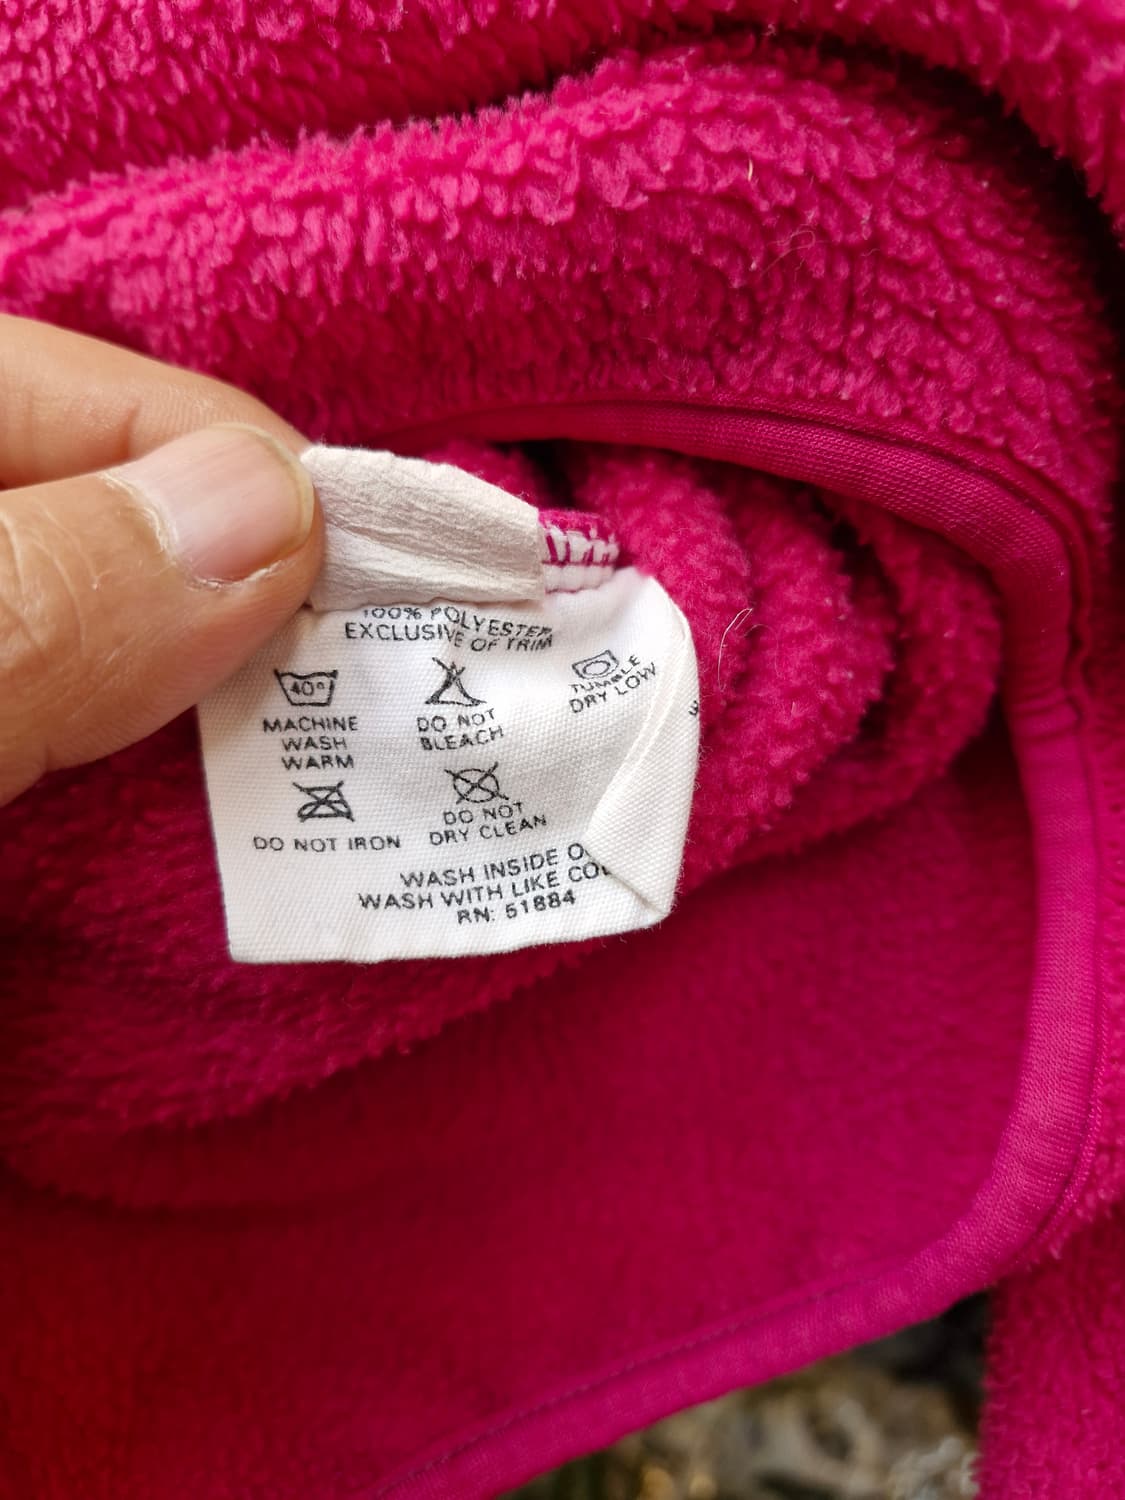 100% POLYESTER
EXCLUSIVE OF TRIM
40°
MACHINE
WASH
WARM
DO NOT
BLEACH
TUMBLE
DRY LOW
DO NOT IRON
DO NOT
DRY CLEAN
WASH INSIDE
WASH WITH LIKE
RN: 51884